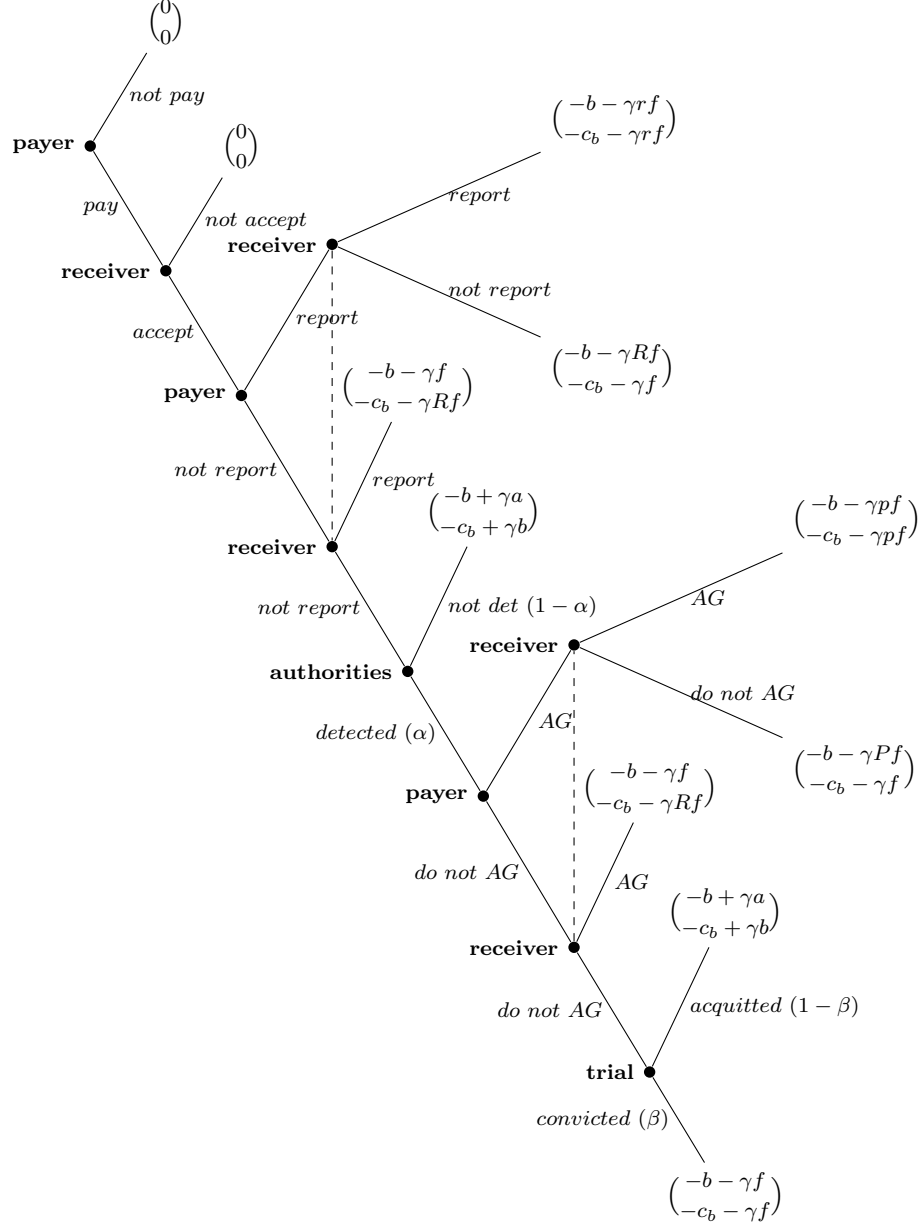 0
0
not pay
payer
0
0
−b − γrf
−c_b − γrf
pay
not accept
report
receiver
receiver
not report
accept
report
−b − γRf
−c_b − γf
−b − γf
−c_b − γRf
payer
not report
report
−b + γa
−c_b + γb
−b − γpf
−c_b − γpf
receiver
not report
not det (1 − α)
AG
receiver
authorities
do not AG
detected (α)
AG
−b − γPf
−c_b − γf
−b − γf
−c_b − γRf
payer
do not AG
AG
−b + γa
−c_b + γb
receiver
do not AG
acquitted (1 − β)
trial
convicted (β)
−b − γf
−c_b − γf